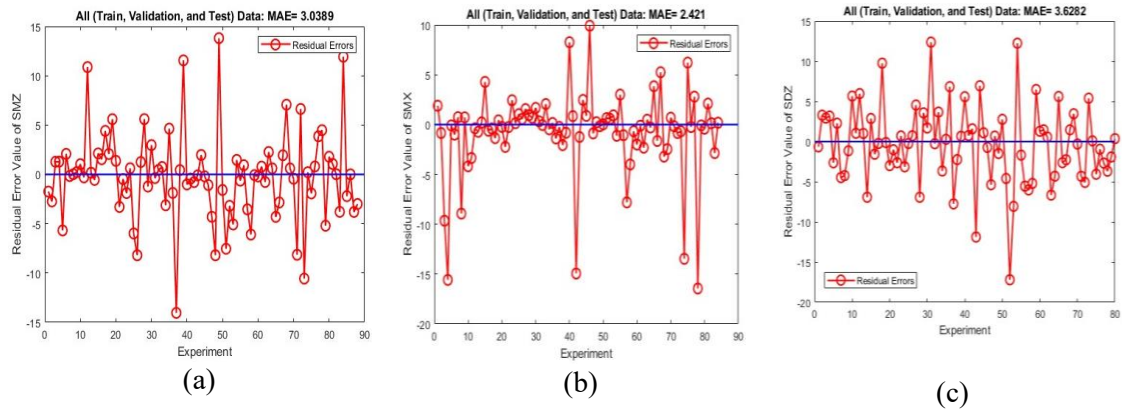 All (Train, Validation, and Test) Data: MAE= 3.0389
Residual Errors
Residual Error Value of SMZ
15
10
5
0
-5
-10
-15
0 10 20 30 40 50 60 70 80 90
Experiment
(a)
All (Train, Validation, and Test) Data: MAE= 2.421
Residual Errors
Residual Error Value of SMX
10
5
0
-5
-10
-15
-20
0 10 20 30 40 50 60 70 80 90
Experiment
(b)
All (Train, Validation, and Test) Data: MAE= 3.6282
Residual Errors
Residual Error Value of SDZ
15
10
5
0
-5
-10
-15
-20
0 10 20 30 40 50 60 70 80
Experiment
(c)